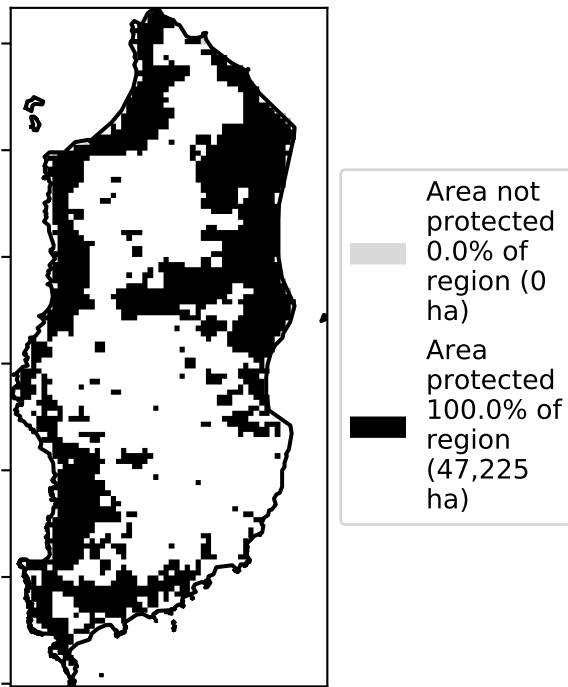 Area not
protected
0.0% of
region (0
ha)
Area
protected
100.0% of
region
(47,225
ha)